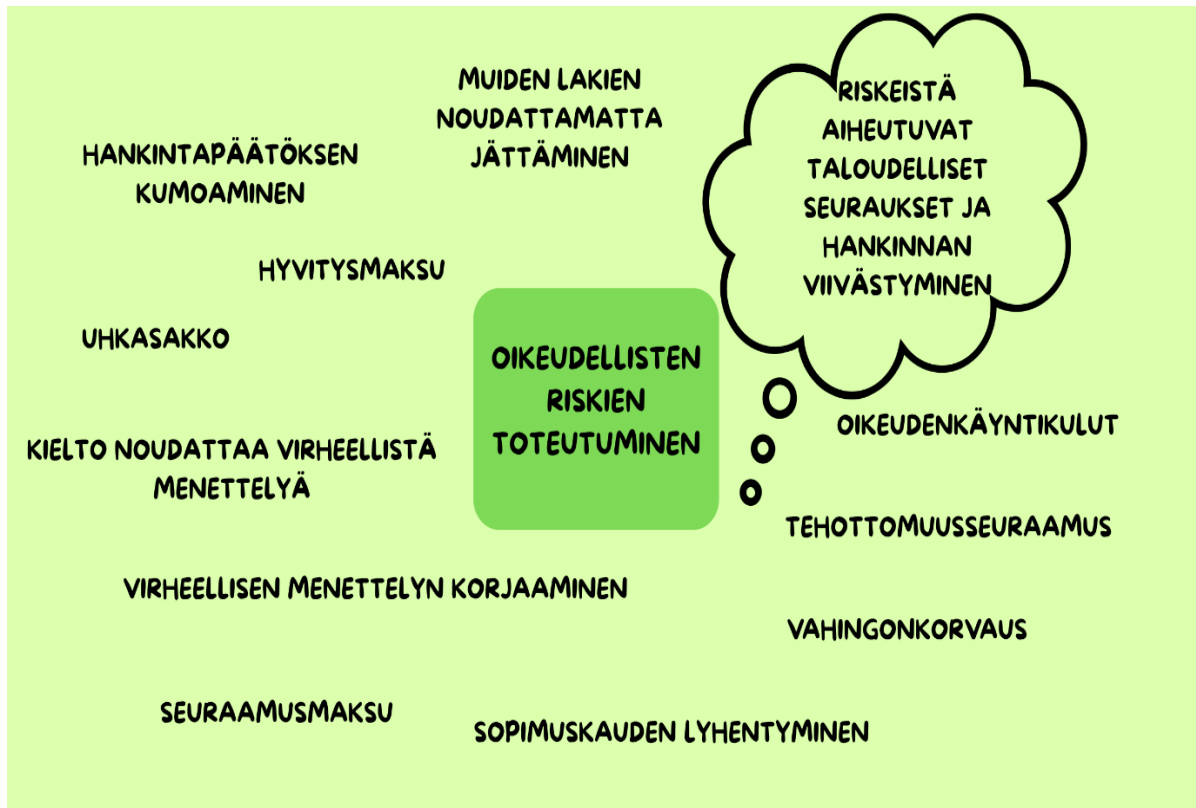 MUIDEN LAKIEN
NOUDATTAMATTA
JÄTTÄMINEN
HANKINTAPÄÄTÖKSEN
KUMOAMINEN
RISKEISTÄ
AIHEUTUVAT
TALOUDELLISET
SEURAUKSET JA
HANKINNAN
VIIVÄSTYMINEN
HYVITYSMAKSU
UHKASAKKO
OIKEUDELLISTEN
RISKIEN
TOTEUTUMINEN
OIKEUDENKÄYNTIKULUT
KIELTO NOUDATTAA VIRHEELLISTÄ
MENETTELYÄ
TEHOTTOMUUSSEURAAMUS
VIRHEELLISEN MENETTELYN KORJAAMINEN
VAHINGONKORVAUS
SEURAAMUSMAKSU
SOPIMUSKAUDEN LYHENTYMINEN